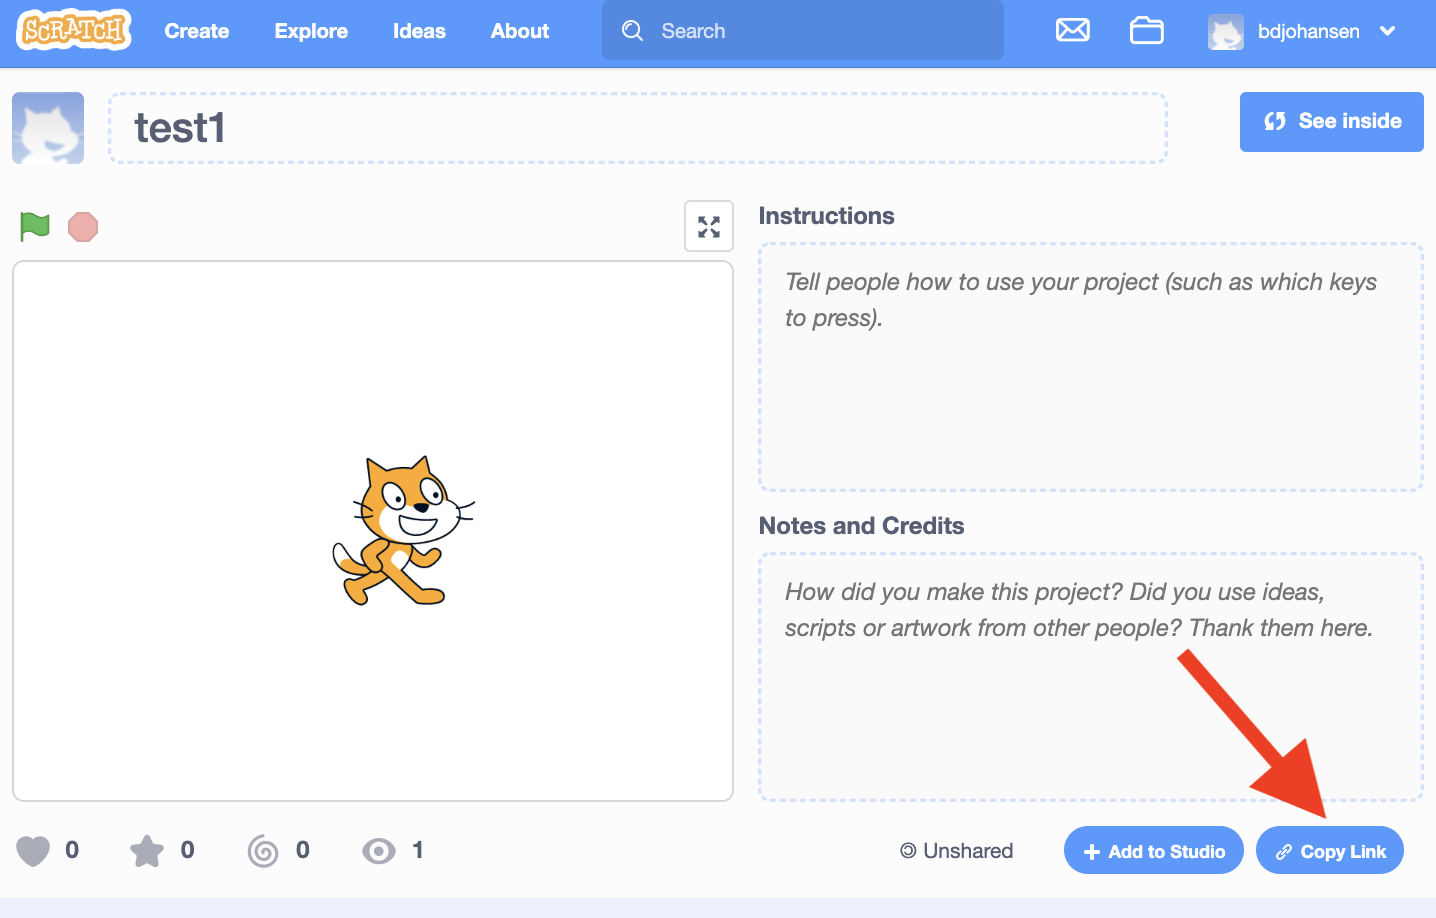 SCRATCH Create Explore Ideas About Search bdjohansen
test1
See inside
Instructions
Tell people how to use your project (such as which keys
to press).
Notes and Credits
How did you make this project? Did you use ideas,
scripts or artwork from other people? Thank them here.
0 0 0 1 Unshared Add to Studio Copy Link